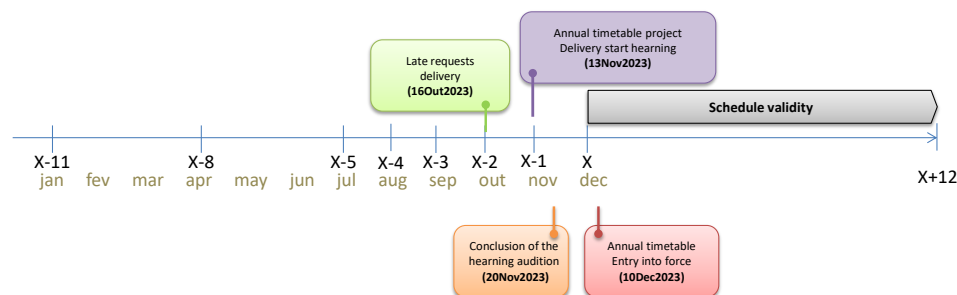 Annual timetable project
Delivery start hearning
(13Nov2023)
Late requests
delivery
(16Out2023)
Schedule validity
X-11 X-8 X-5 X-4 X-3 X-2 X-1 X
jan fev mar apr may jun jul aug sep out nov dec
X+12
Conclusion of the
hearning audition
(20Nov2023)
Annual timetable
Entry into force
(10Dec2023)